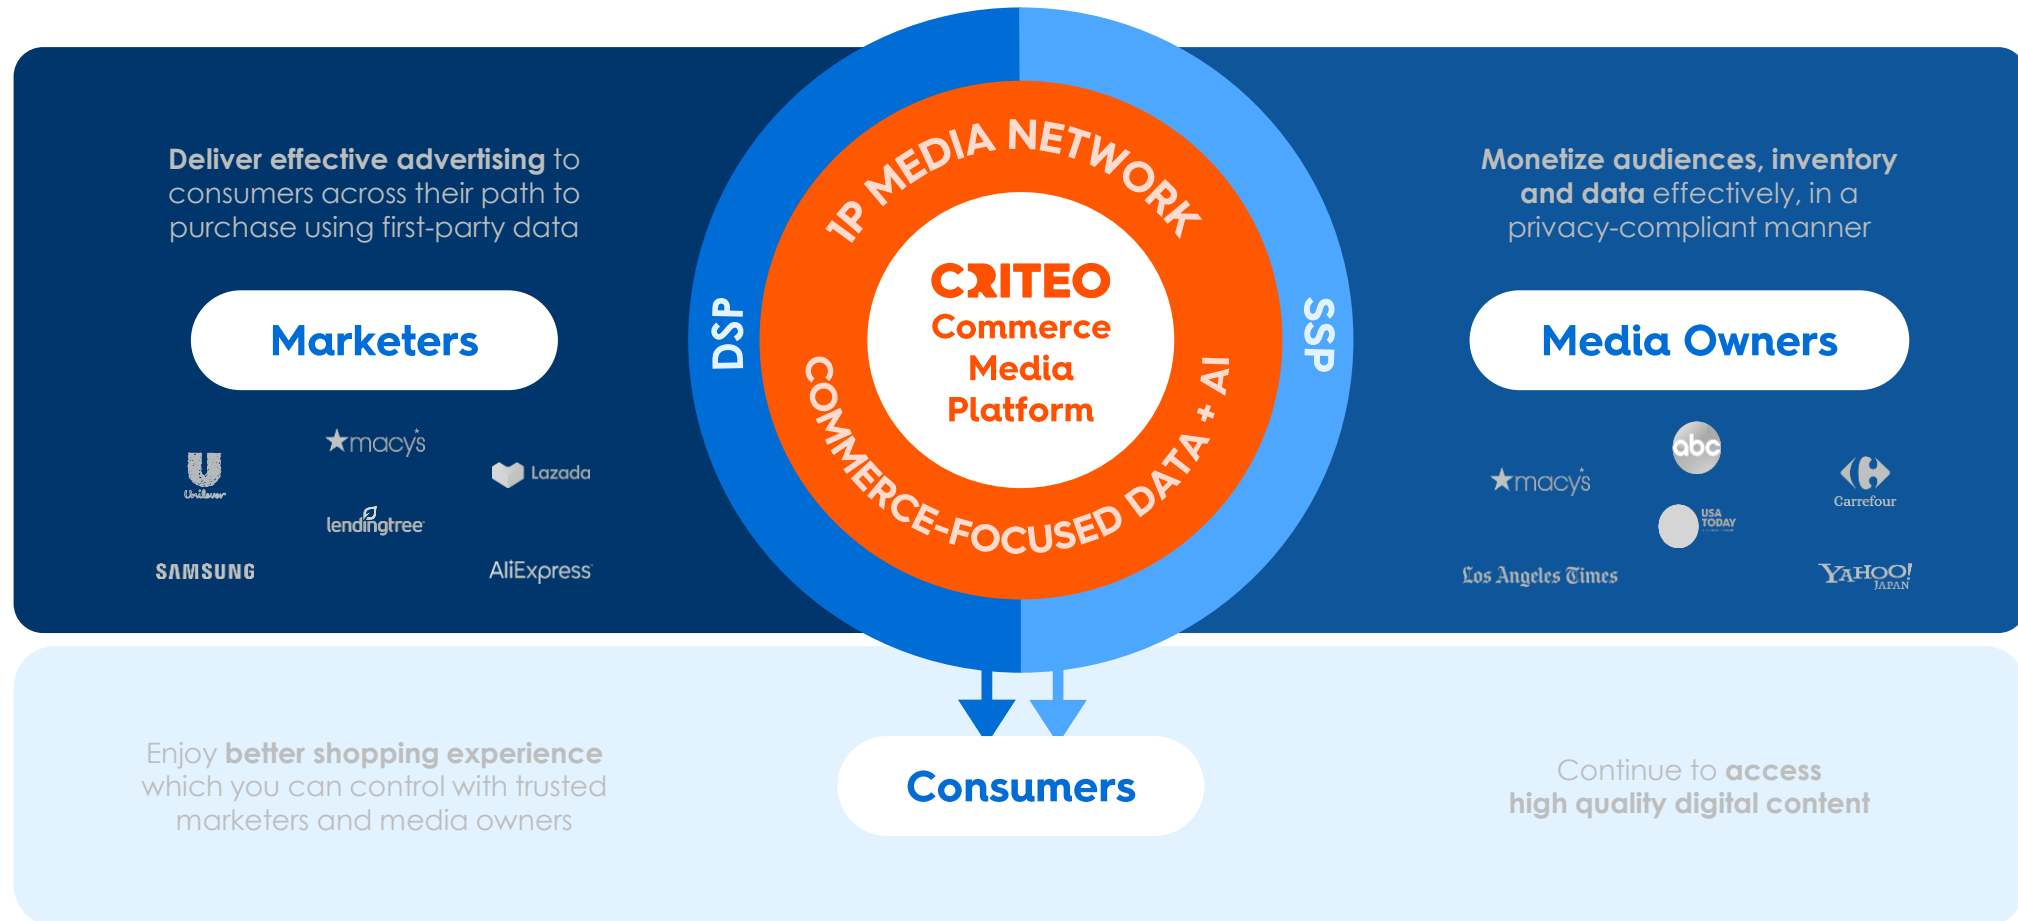 Deliver effective advertising to
consumers across their path to
purchase using first-party data
Marketers
macy's
Unilever
Lazada
lendingtree
SAMSUNG
AliExpress
1P MEDIA NETWORK
DSP
CRITEO
Commerce
Media
Platform
SSP
COMMERCE-FOCUSED DATA + AI
Monetize audiences, inventory
and data effectively, in a
privacy-compliant manner
Media Owners
abc
macy's
Carrefour
USA
TODAY
Los Angeles Times
YAHOO!
JAPAN
Enjoy better shopping experience
which you can control with trusted
marketers and media owners
Consumers
Continue to access
high quality digital content